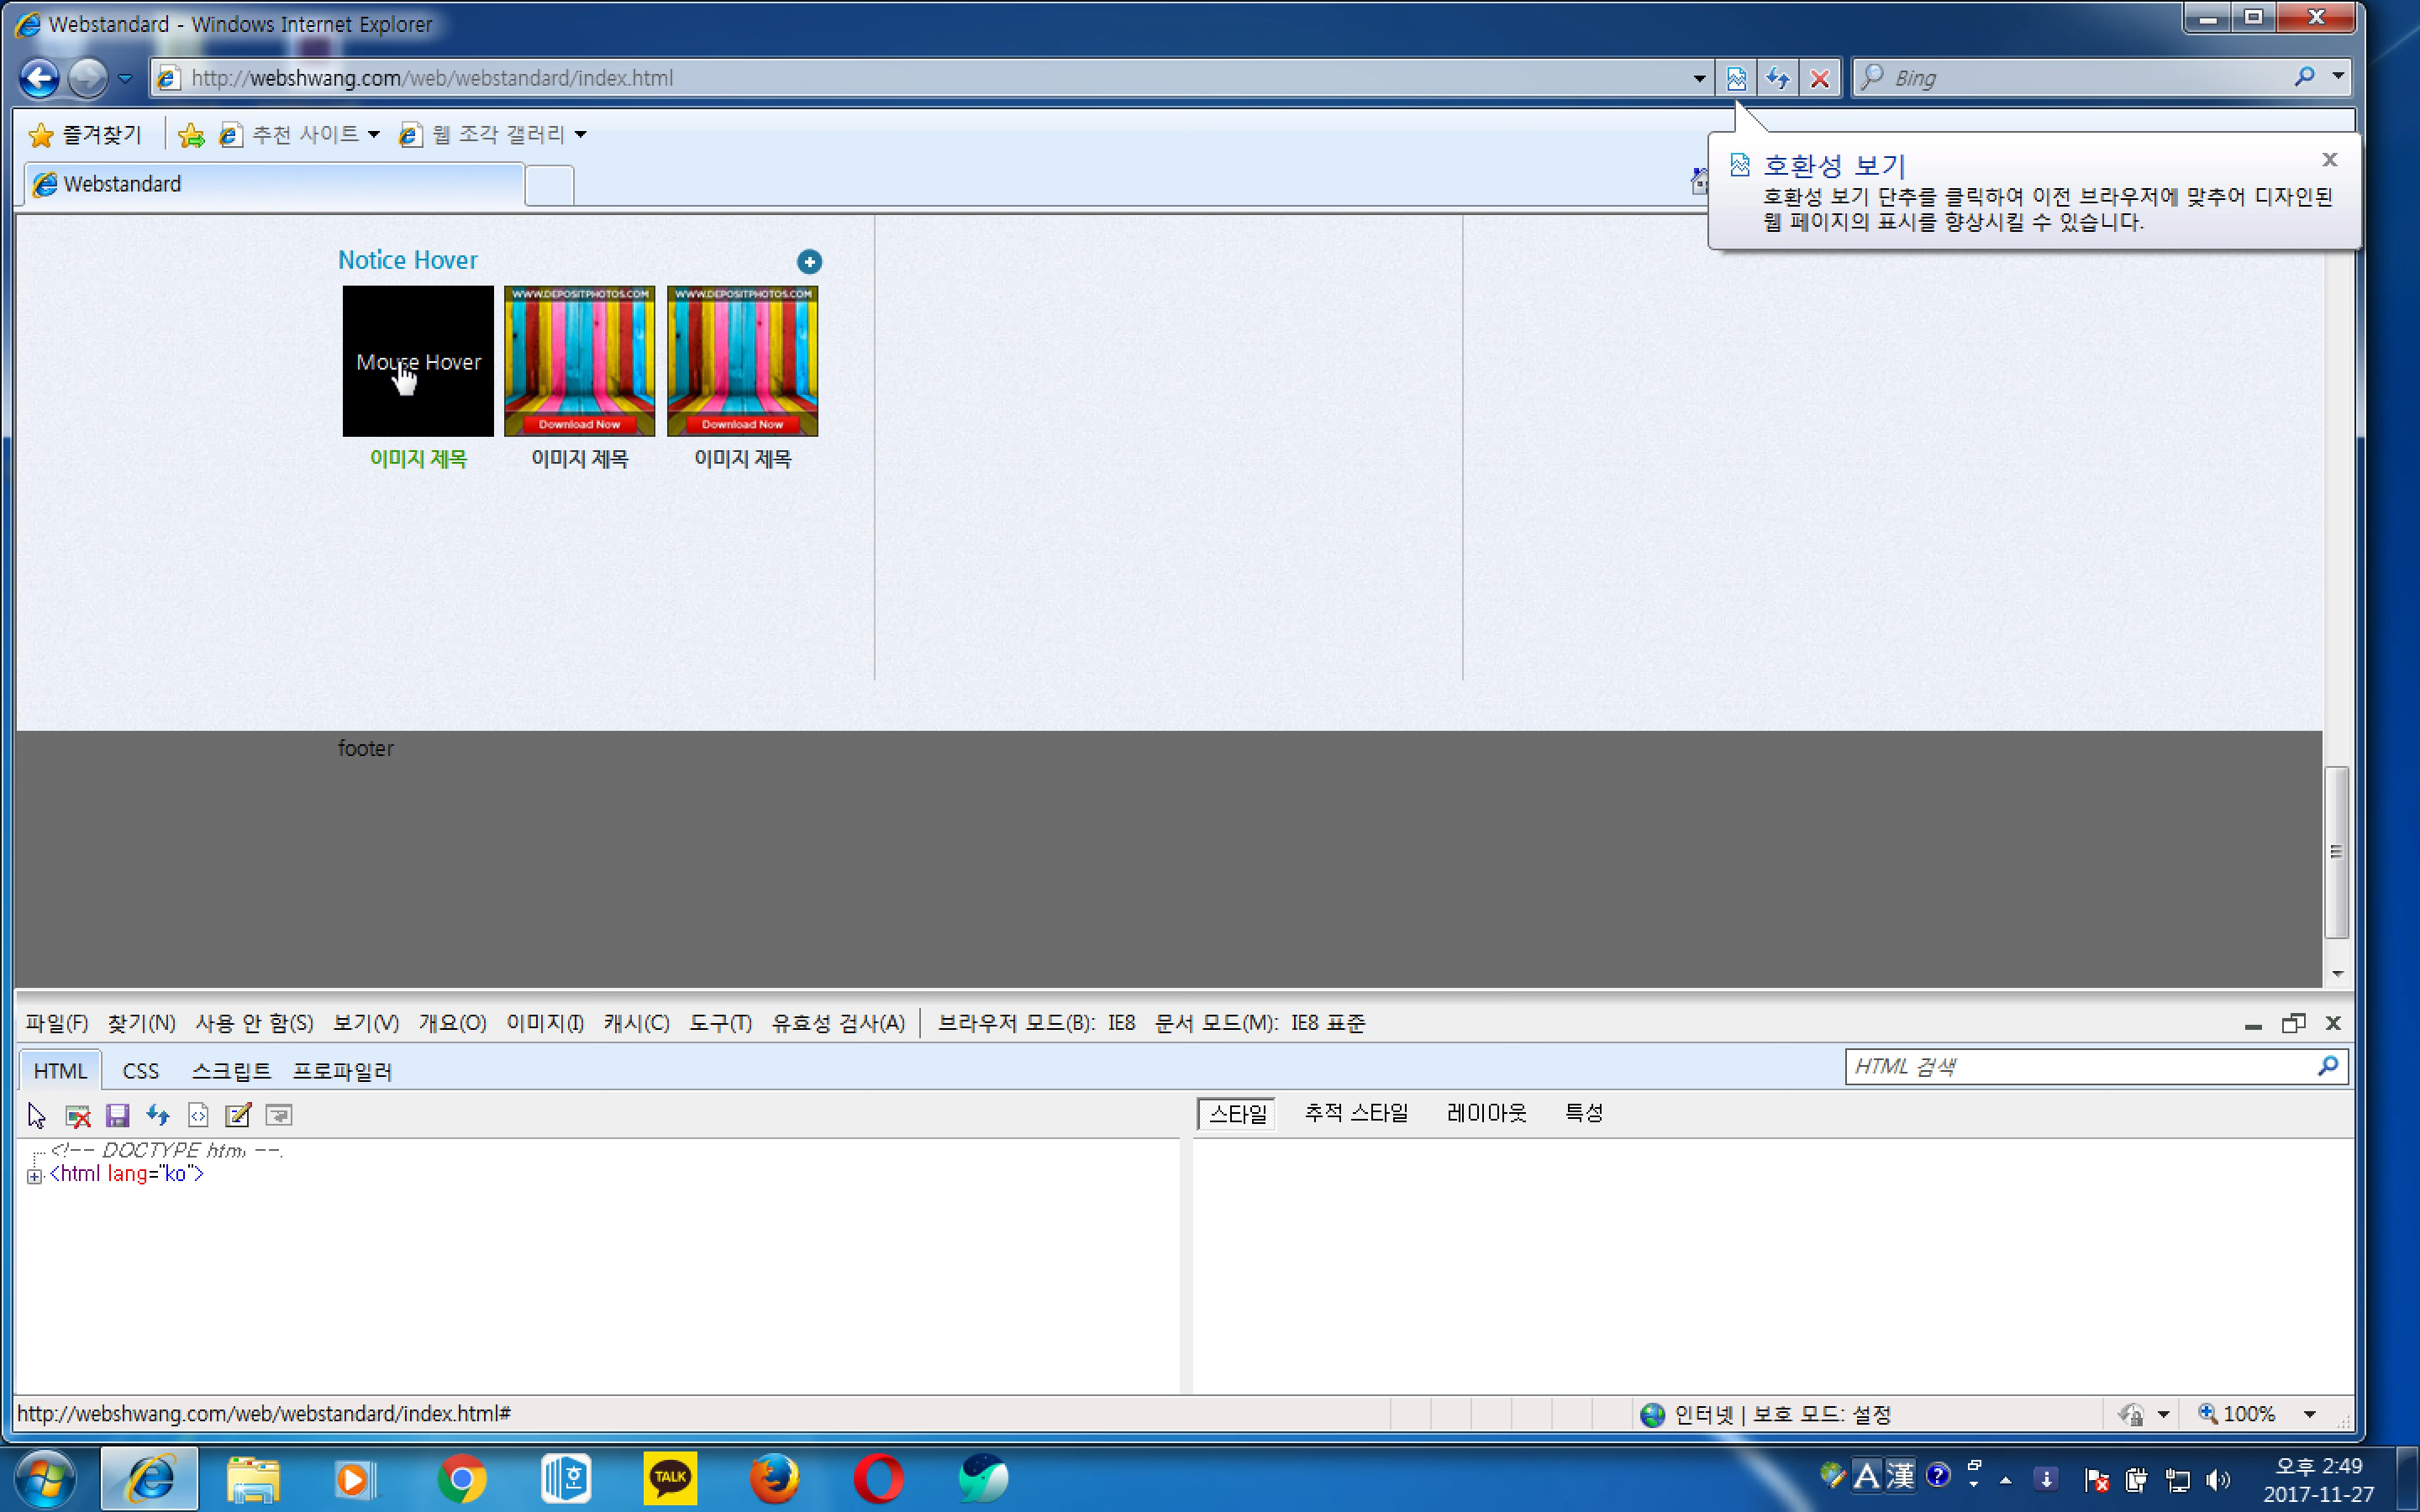 Webstandard - Windows Internet Explorer
http://webshwang.com/web/webstandard/index.html
Bing
즐겨찾기
추천 사이트
웹 조각 갤러리
Webstandard
호환성 보기
호환성 보기 단추를 클릭하여 이전 브라우저에 맞추어 디자인된
웹 페이지의 표시를 향상시킬 수 있습니다.
Notice Hover
Mouse Hover
WWW.DEPOSITPHOTOS.COM
Download Now
WWW.DEPOSITPHOTOS.COM
Download Now
이미지 제목
이미지 제목
이미지 제목
footer
파일(F) 찾기(N) 사용 안 함(S) 보기(V) 개요(O) 이미지(I) 캐시(C) 도구(T) 유효성 검사(A) 브라우저 모드(B): IE8 문서 모드(M): IE8 표준
HTML CSS 스크립트 프로파일러
HTML 검색
스타일 추적 스타일 레이아웃 특성
<!-- DOCTYPE html --
<html lang="ko">
http://webshwang.com/web/webstandard/index.html#
인터넷 | 보호 모드: 설정
100%
한
TALK
A 漢
오후 2:49
2017-11-27